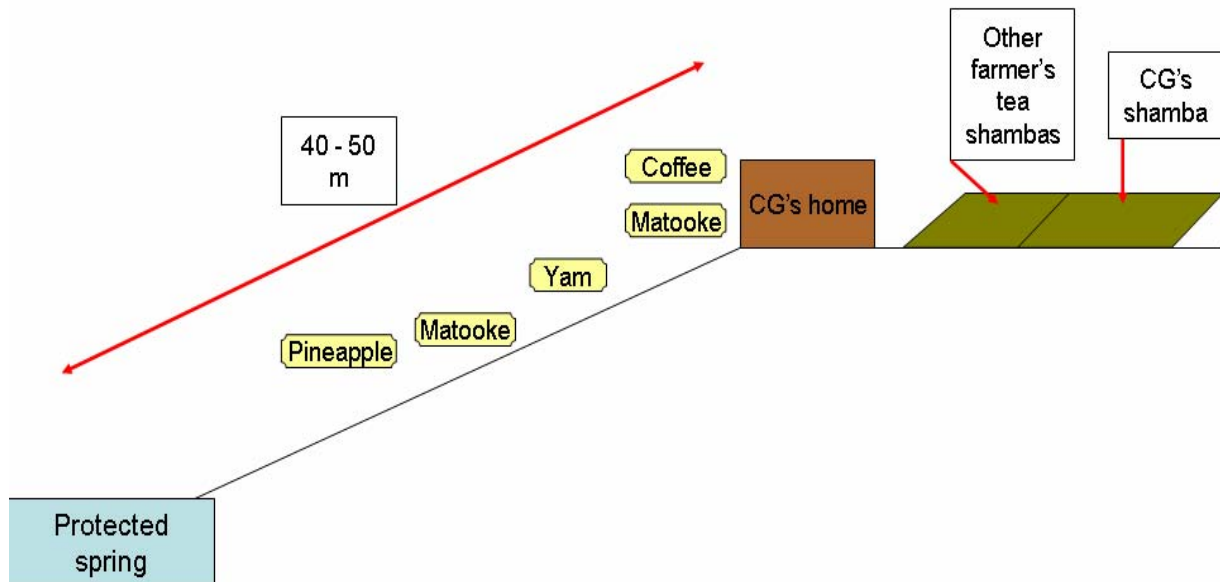 Other
farmer's
tea
shambas
CG's
shamba
40 - 50
m
Coffee
CG's home
Matooke
Yam
Matooke
Pineapple
Protected
spring